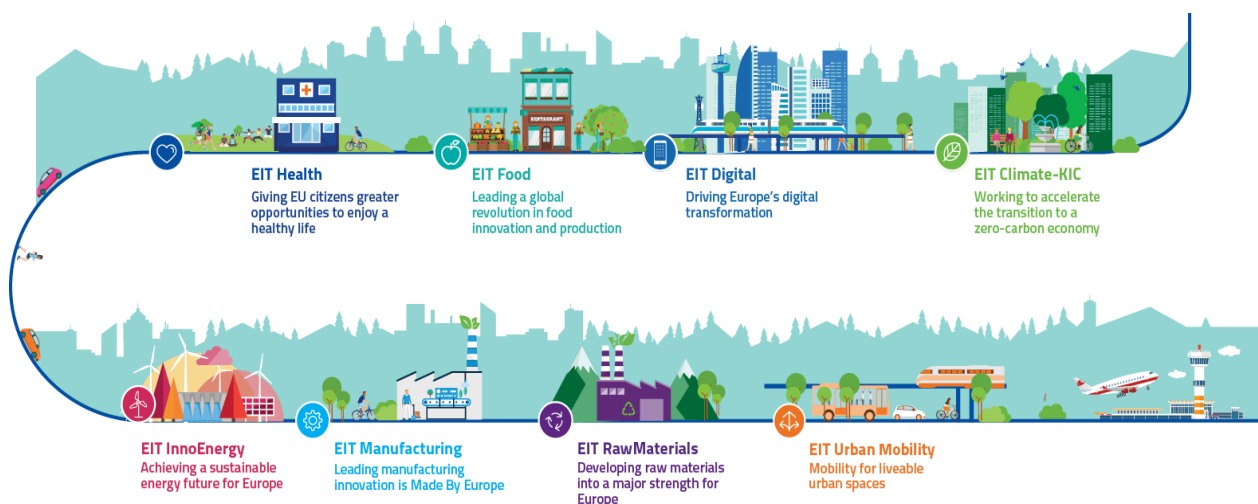 RESTAURANT
EIT Health
Giving EU citizens greater
opportunities to enjoy a
healthy life
EIT Food
Leading a global
revolution in food
innovation and production
EIT Digital
Driving Europe's digital
transformation
EIT Climate-KIC
Working to accelerate
the transition to a
zero-carbon economy
EIT InnoEnergy
Achieving a sustainable
energy future for Europe
EIT Manufacturing
Leading manufacturing
innovation is Made By Europe
EIT RawMaterials
Developing raw materials
into a major strength for
Europe
EIT Urban Mobility
Mobility for liveable
urban spaces